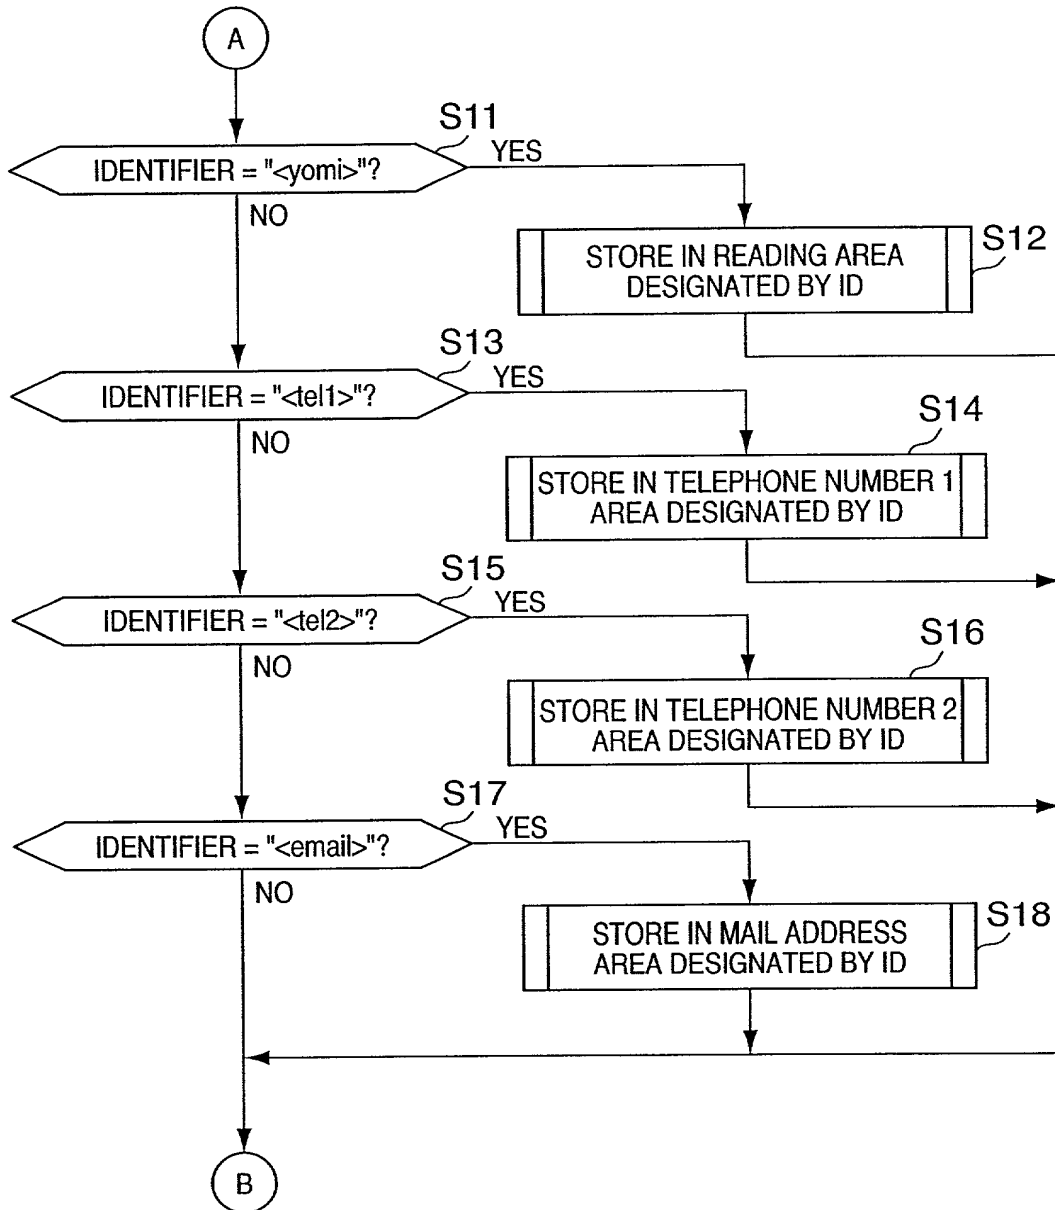 A
S11
IDENTIFIER = "<yomi>"?
YES
NO
STORE IN READING AREA
DESIGNATED BY ID
S12
S13
IDENTIFIER = "<tel1>"?
YES
NO
S14
STORE IN TELEPHONE NUMBER 1
AREA DESIGNATED BY ID
S15
IDENTIFIER = "<tel2>"?
YES
NO
S16
STORE IN TELEPHONE NUMBER 2
AREA DESIGNATED BY ID
S17
IDENTIFIER = "<email>"?
YES
NO
STORE IN MAIL ADDRESS
AREA DESIGNATED BY ID
S18
B